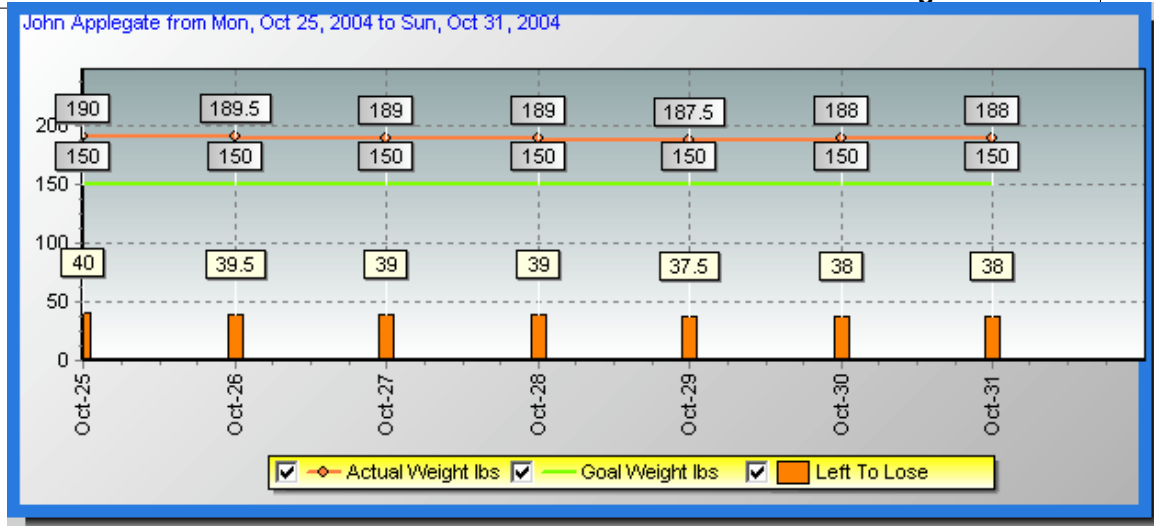 John Applegate from Mon, Oct 25, 2004 to Sun, Oct 31, 2004
190 189.5 189 189 187.5 188 188
200
150 150 150 150 150 150 150
150
100
40 39.5 39 39 37.5 38 38
50
0
Oct-25 Oct-26 Oct-27 Oct-28 Oct-29 Oct-30 Oct-31
Actual Weight lbs Goal Weight lbs Left To Lose